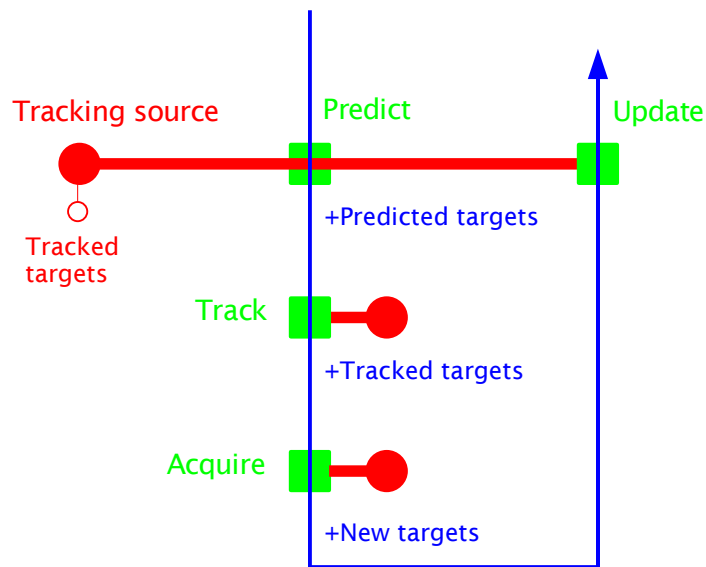 Tracking source
Predict
Update
+Predicted targets
Tracked
targets
Track
+Tracked targets
Acquire
+New targets